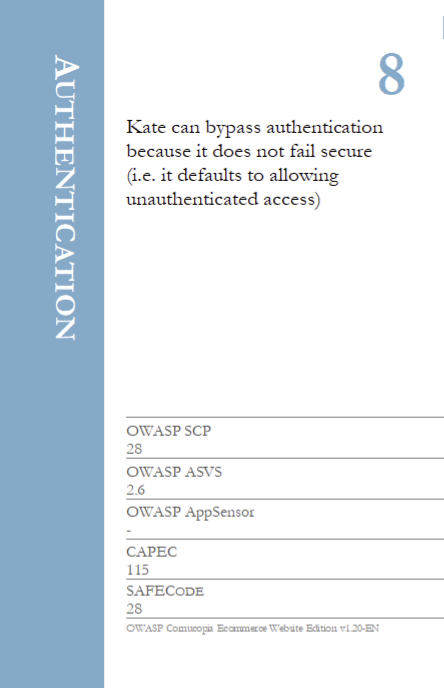 AUTHENTICATION
8
Kate can bypass authentication
because it does not fail secure
(i.e. it defaults to allowing
unauthenticated access)
OWASP SCP
28
OWASP ASVS
2.6
OWASP AppSensor
-
CAPEC
115
SAFECODE
28
OWASP Cornucopia Ecommerce Website Edition v1.20-EN